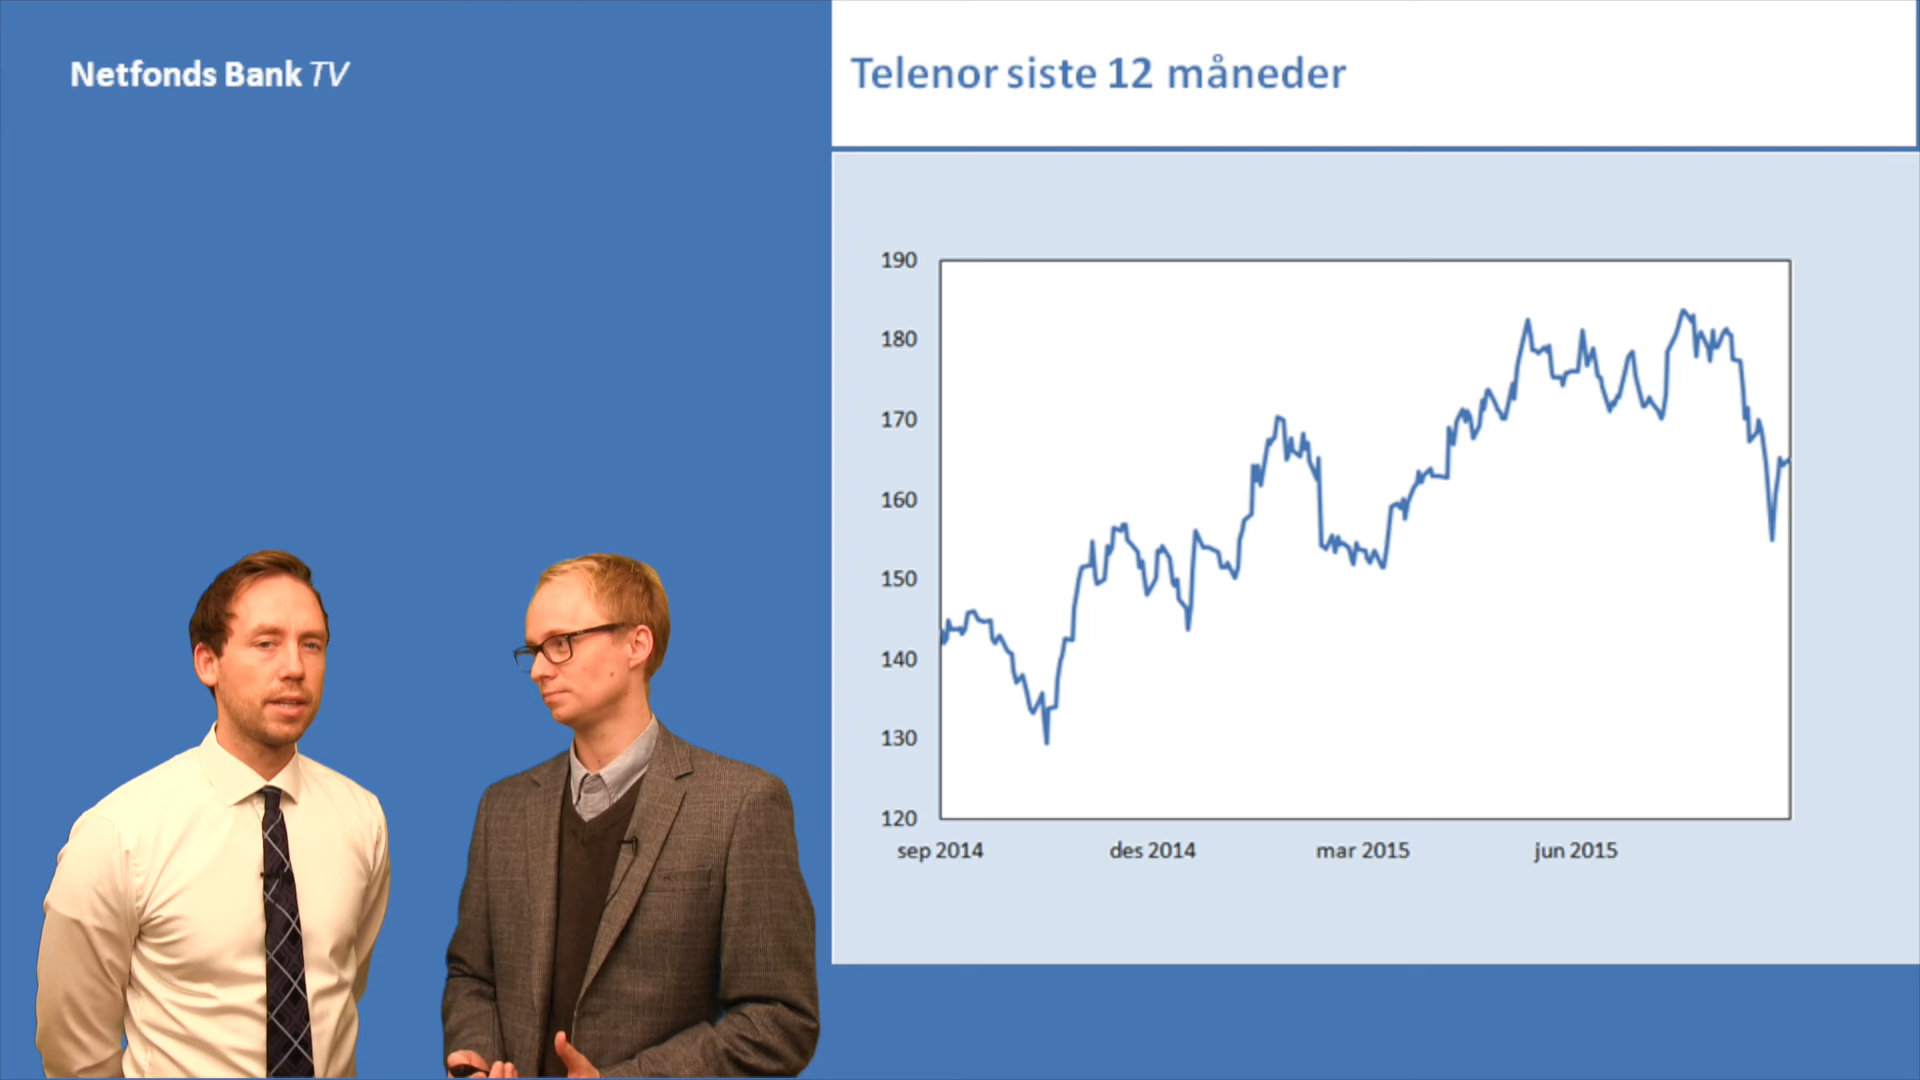 Netfonds Bank TV
Telenor siste 12 måneder
190
180
170
160
150
140
130
120
sep 2014
des 2014
mar 2015
jun 2015